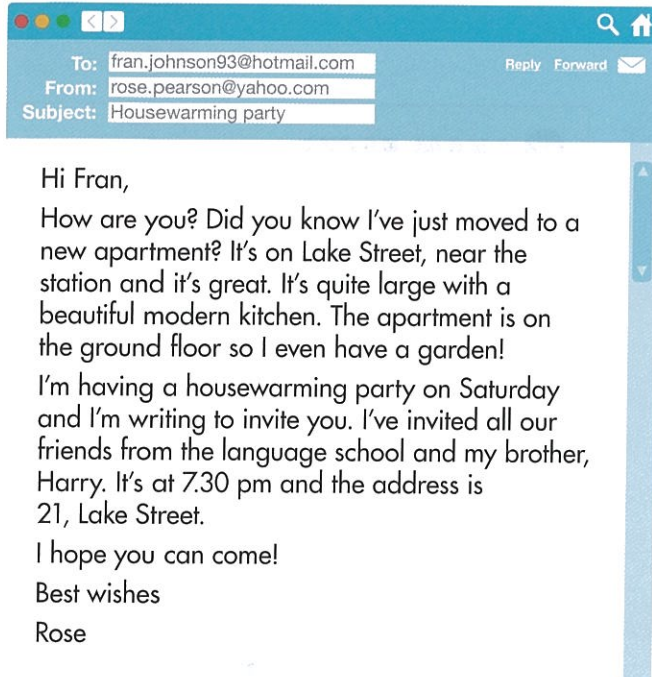 To: fran.johnson93@hotmail.com
Reply Forward
From: rose.pearson@yahoo.com
Subject: Housewarming party
Hi Fran,
How are you? Did you know I've just moved to a
new apartment? It's on Lake Street, near the
station and it's great. It's quite large with a
beautiful modern kitchen. The apartment is on
the ground floor so I even have a garden!
I'm having a housewarming party on Saturday
and I'm writing to invite you. I've invited all our
friends from the language school and my brother,
Harry. It's at 7.30 pm and the address is
21, Lake Street.
I hope you can come!
Best wishes
Rose